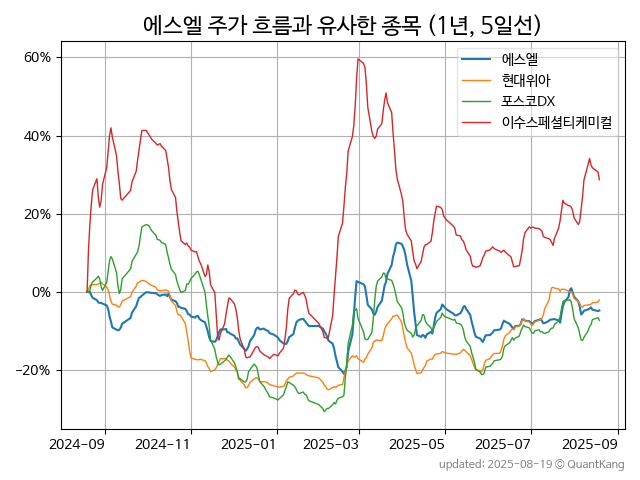 에스엘 주가 흐름과 유사한 종목 (1년, 5일선)
에스엘
현대위아
포스코DX
이수스페셜티케미컬
60%
40%
20%
0%
−20%
2024-09
2024-11
2025-01
2025-03
2025-05
2025-07
2025-09
updated: 2025-08-19 © QuantKang